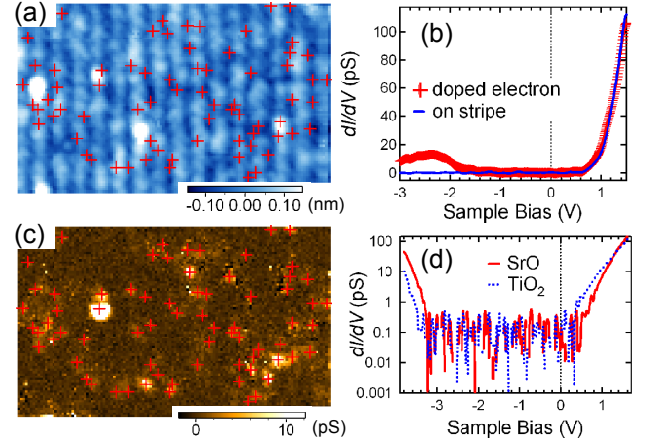 (a)
-0.10 0.00 0.14
(nm)
(b)
dI/dV (pS)
100
80
60
40
20
0
doped electron
on stripe
-3 -2 -1 0 1
Sample Bias (V)
(c)
0 10 (pS)
(d)
dI/dV (pS)
100
10
1
0.1
0.01
0.001
SrO
TiO₂
-3 -2 -1 0 1
Sample Bias (V)